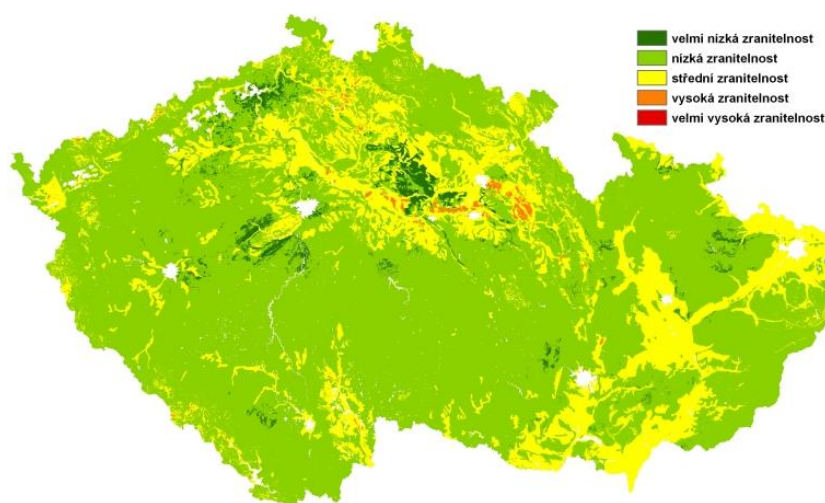 velmi nízká zranitelnost
nízká zranitelnost
střední zranitelnost
vysoká zranitelnost
velmi vysoká zranitelnost